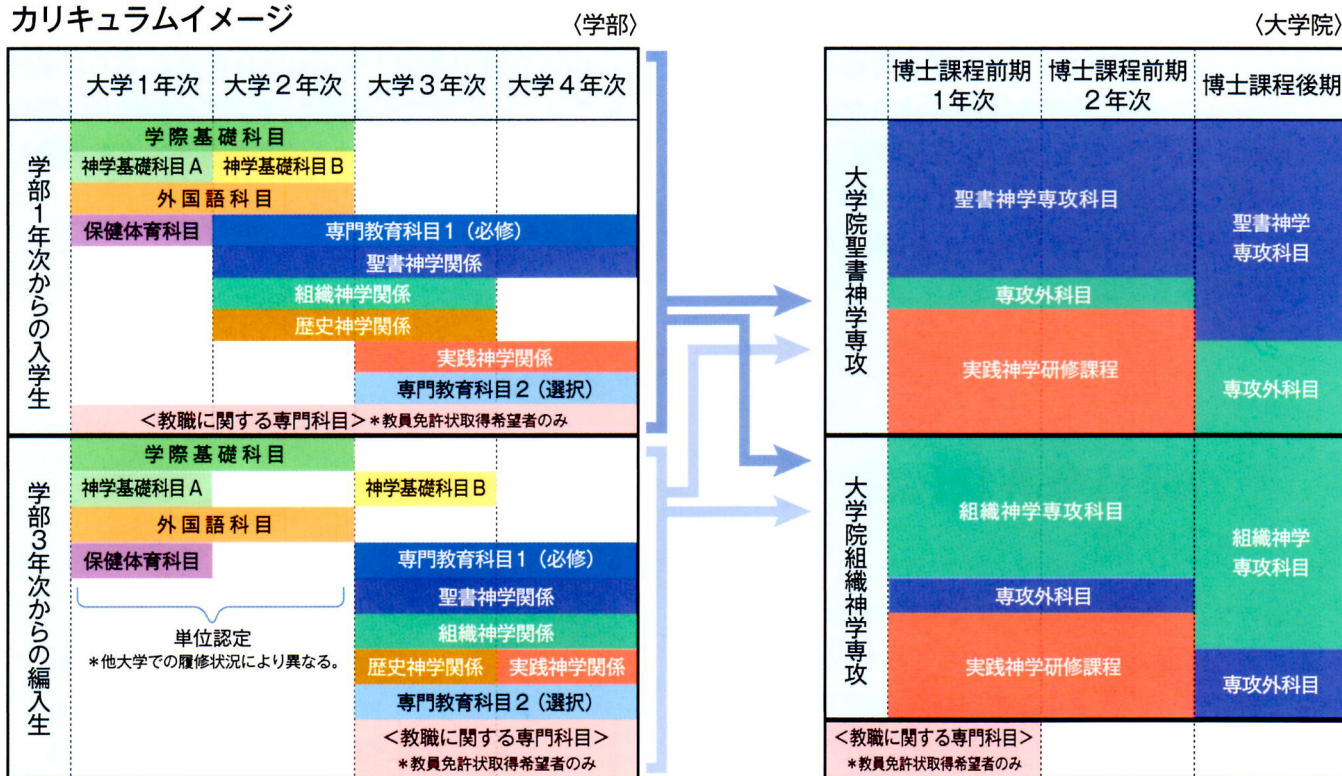 カリキュラムイメージ
〈学部〉
大学1年次
大学2年次
大学3年次
大学4年次
学部1年次からの入学生
学際基礎科目
神学基礎科目A
神学基礎科目B
外国語科目
保健体育科目
専門教育科目1（必修）
聖書神学関係
組織神学関係
歴史神学関係
実践神学関係
専門教育科目2（選択）
＜教職に関する専門科目＞＊教員免許状取得希望者のみ
学部3年次からの編入生
学際基礎科目
神学基礎科目A
神学基礎科目B
外国語科目
保健体育科目
専門教育科目1（必修）
聖書神学関係
単位認定
＊他大学での履修状況により異なる。
組織神学関係
歴史神学関係
実践神学関係
専門教育科目2（選択）
＜教職に関する専門科目＞
＊教員免許状取得希望者のみ
〈大学院〉
博士課程前期
1年次
博士課程前期
2年次
博士課程後期
大学院聖書神学専攻
聖書神学専攻科目
専攻外科目
実践神学研修課程
聖書神学
専攻科目
専攻外科目
大学院組織神学専攻
組織神学専攻科目
専攻外科目
実践神学研修課程
組織神学
専攻科目
専攻外科目
＜教職に関する専門科目＞
＊教員免許状取得希望者のみ